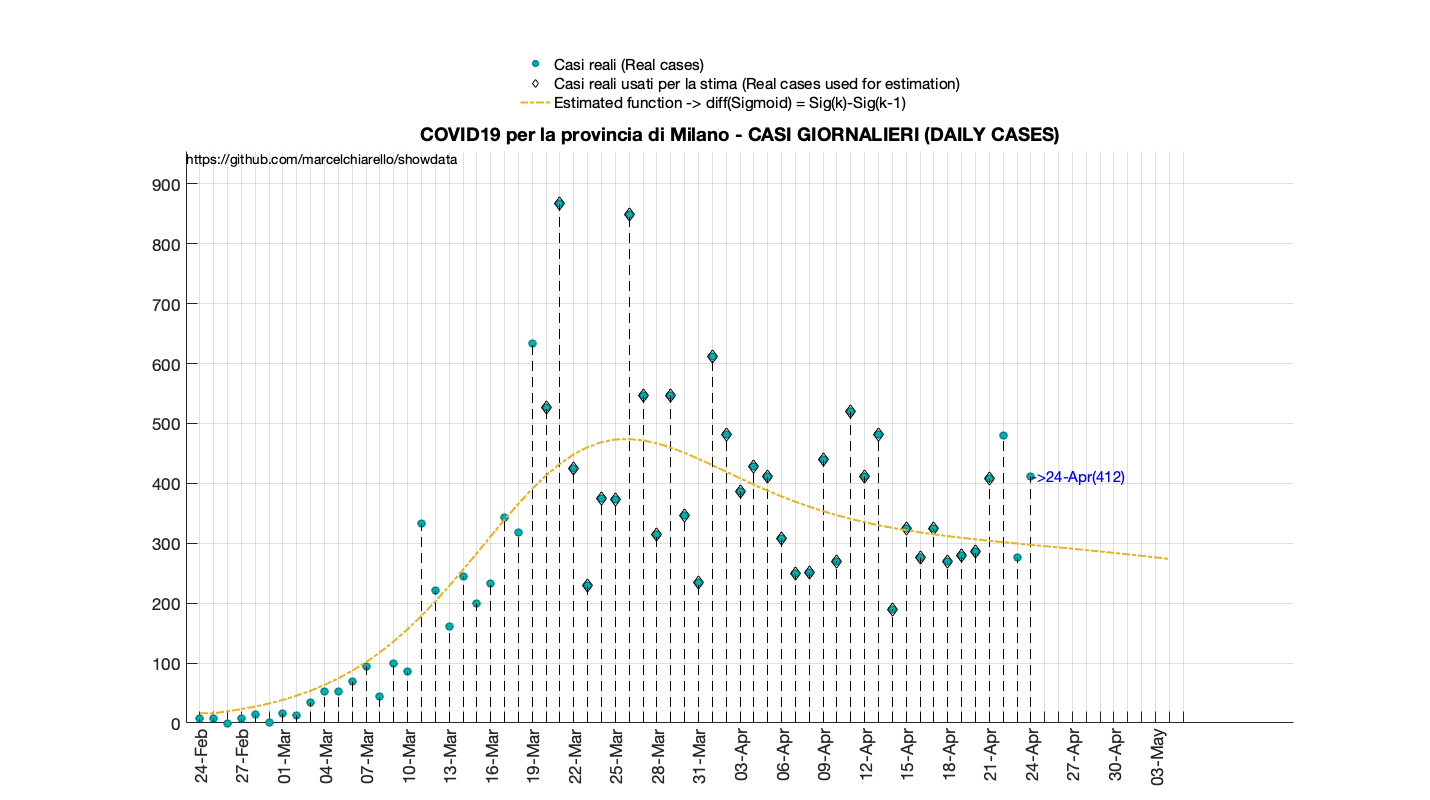 Casi reali (Real cases)
Casi reali usati per la stima (Real cases used for estimation)
Estimated function -> diff(Sigmoid) = Sig(k)-Sig(k-1)
COVID19 per la provincia di Milano - CASI GIORNALIERI (DAILY CASES)
https://github.com/marcelchiarello/showdata
900
800
700
600
500
400
300
200
100
0
->24-Apr(412)
24-Feb
27-Feb
01-Mar
04-Mar
07-Mar
10-Mar
13-Mar
16-Mar
19-Mar
22-Mar
25-Mar
28-Mar
31-Mar
03-Apr
06-Apr
09-Apr
12-Apr
15-Apr
18-Apr
21-Apr
24-Apr
27-Apr
30-Apr
03-May